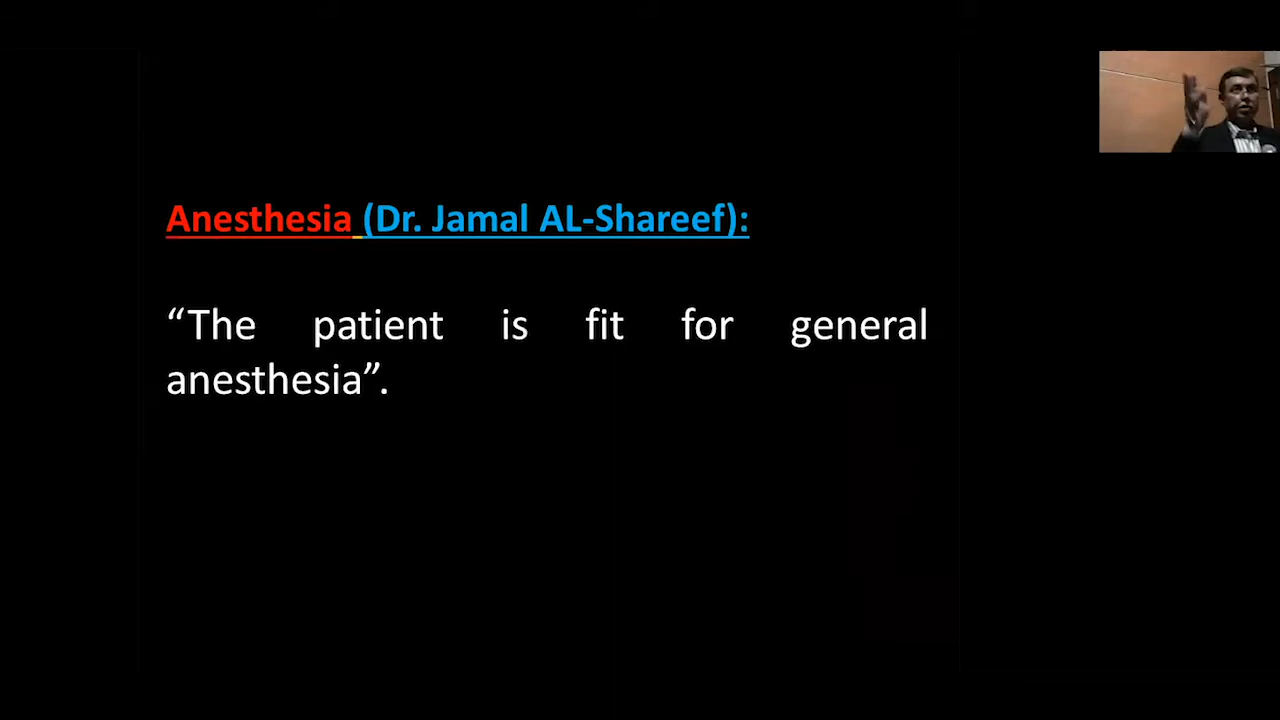 Anesthesia (Dr. Jamal AL-Shareef):
“The patient is fit for general
anesthesia”.